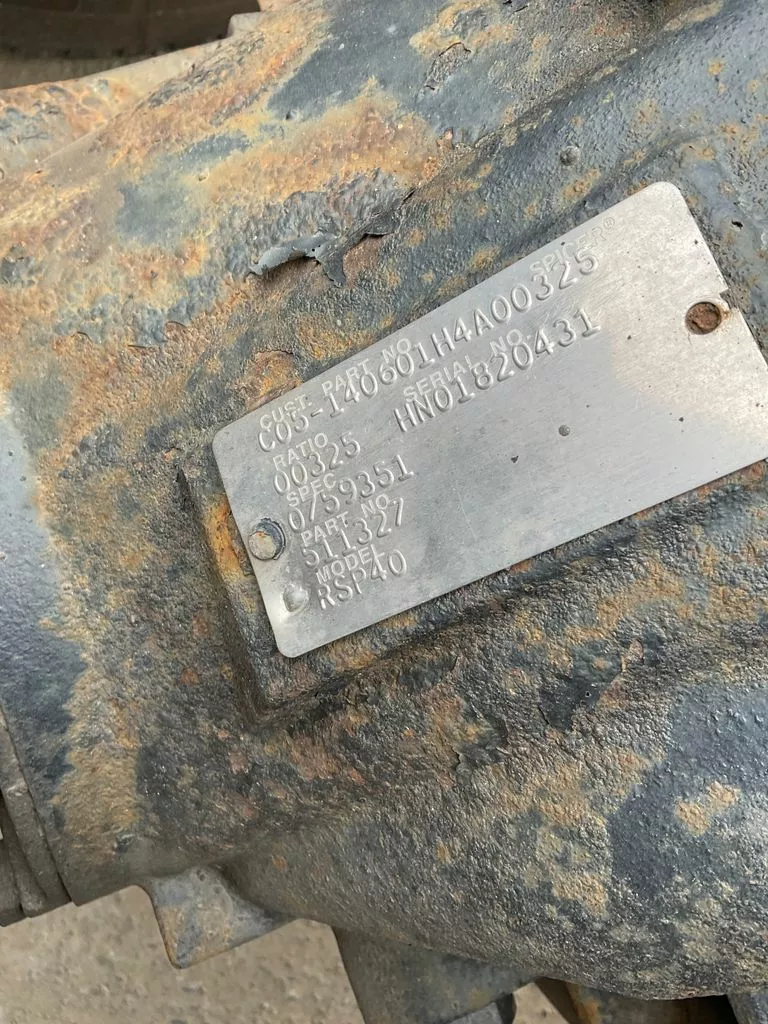 SPICER®
CUST. PART NO.
C05-140601H4A00325
RATIO SERIAL NO.
00325 HN01820431
SPEC.
0759351
PART NO.
511327
MODEL
RSP40